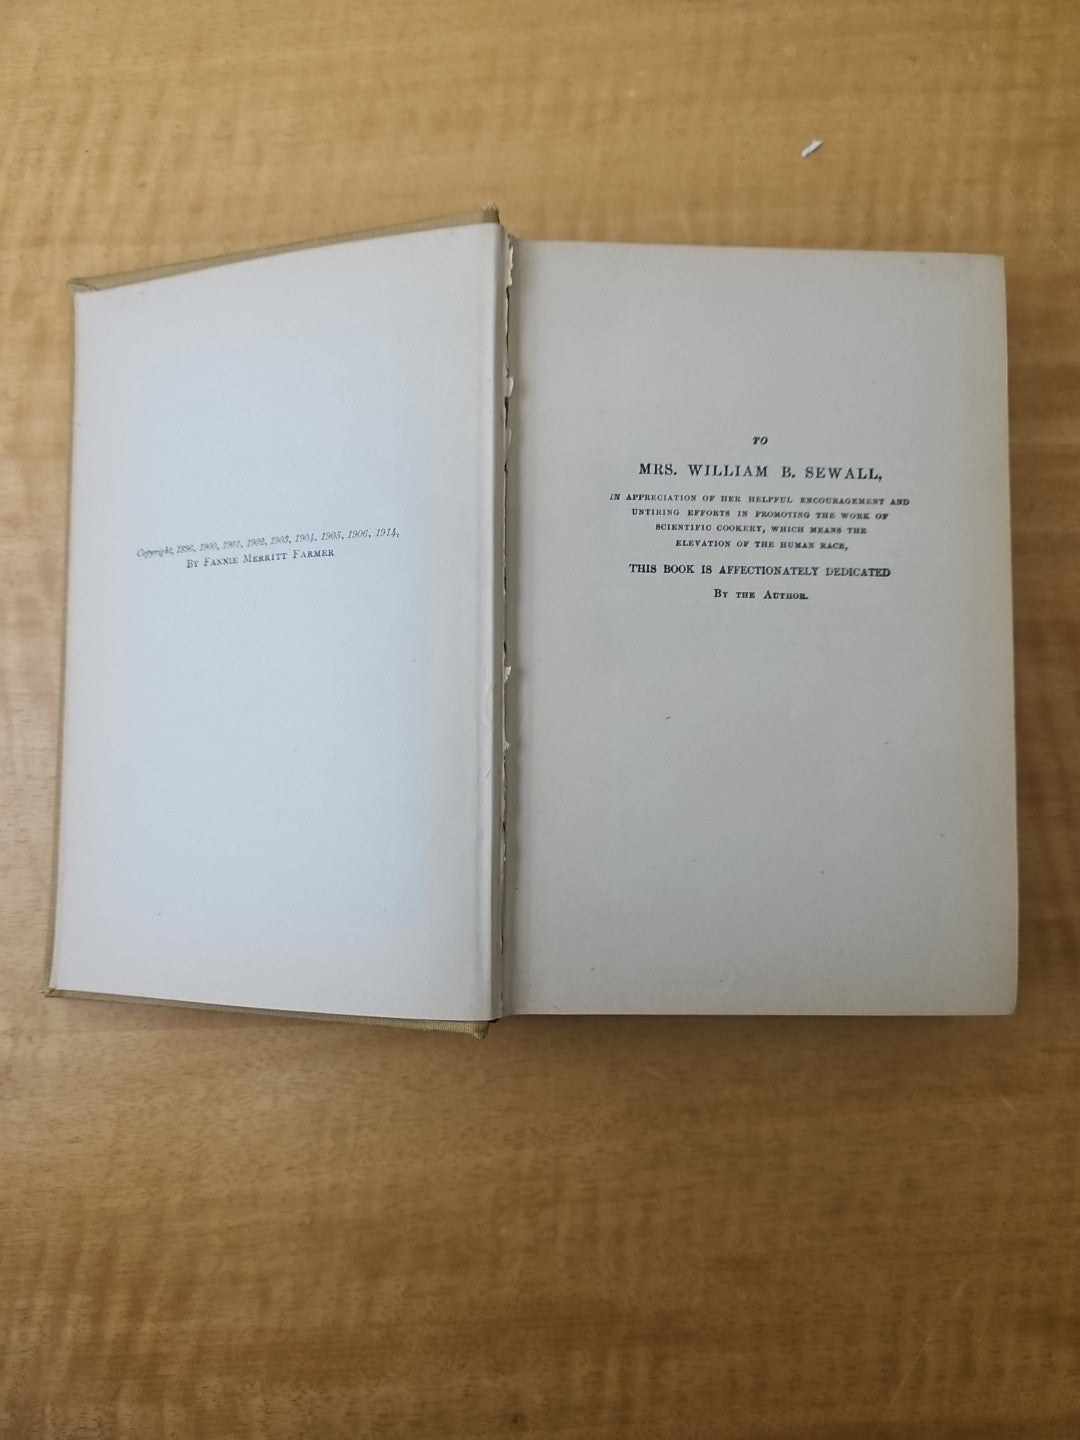 Copyright, 1896, 1900, 1901, 1902, 1903, 1904, 1905, 1906, 1914,
BY FANNIE MERRITT FARMER
TO
MRS. WILLIAM B. SEWALL,
IN APPRECIATION OF HER HELPFUL ENCOURAGEMENT AND
UNTIRING EFFORTS IN PROMOTING THE WORK OF
SCIENTIFIC COOKERY, WHICH MEANS THE
ELEVATION OF THE HUMAN RACE,
THIS BOOK IS AFFECTIONATELY DEDICATED
BY THE AUTHOR.